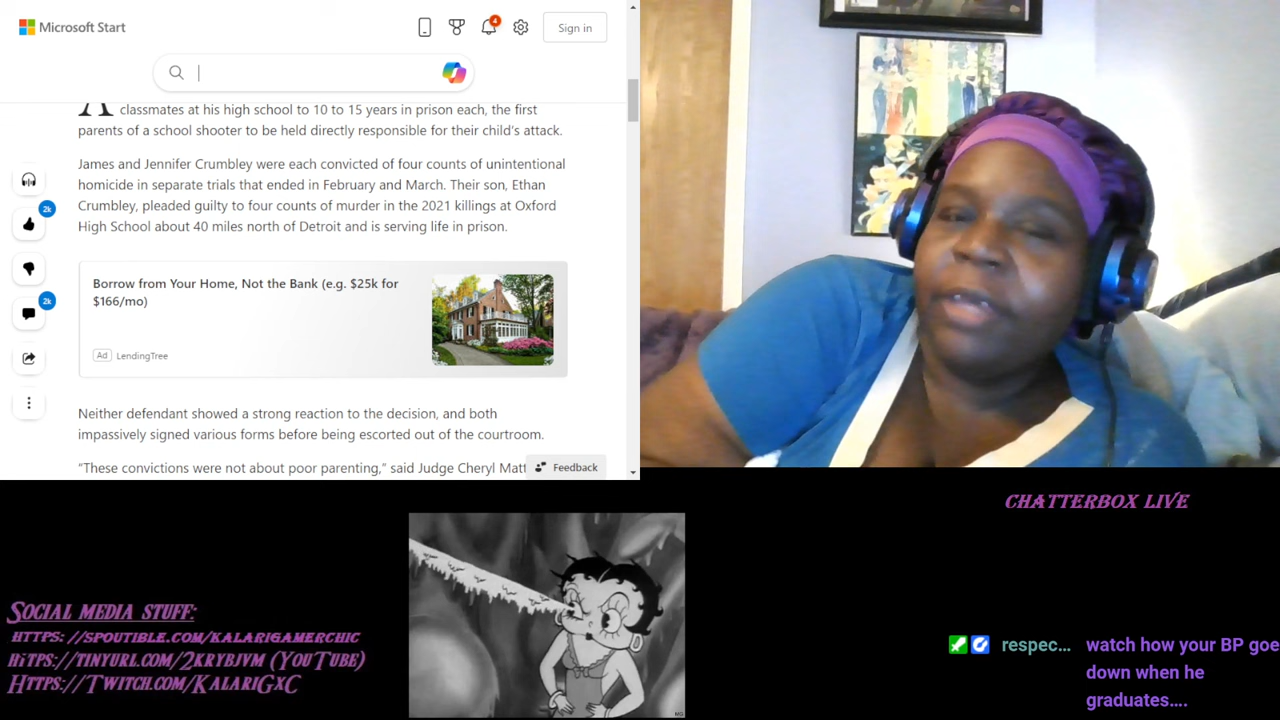 Microsoft Start
4
Sign in
classmates at his high school to 10 to 15 years in prison each, the first
parents of a school shooter to be held directly responsible for their child's attack.
James and Jennifer Crumbley were each convicted of four counts of unintentional
homicide in separate trials that ended in February and March. Their son, Ethan
Crumbley, pleaded guilty to four counts of murder in the 2021 killings at Oxford
High School about 40 miles north of Detroit and is serving life in prison.
2k
2k
Borrow from Your Home, Not the Bank (e.g. $25k for
$166/mo)
Ad LendingTree
Neither defendant showed a strong reaction to the decision, and both
impassively signed various forms before being escorted out of the courtroom.
“These convictions were not about poor parenting,” said Judge Cheryl Matt
Feedback
CHATTERBOX LIVE
SOCIAL MEDIA STUFF:
HTTPS://SPOUTIBLE.COM/KALARIGAMERCHIC
HTTPS://TINYURL.COM/2KRYBJVM (YOUTUBE)
HTTPS://TWITCH.COM/KALARIGXC
respec... watch how your BP goe
down when he
graduates....